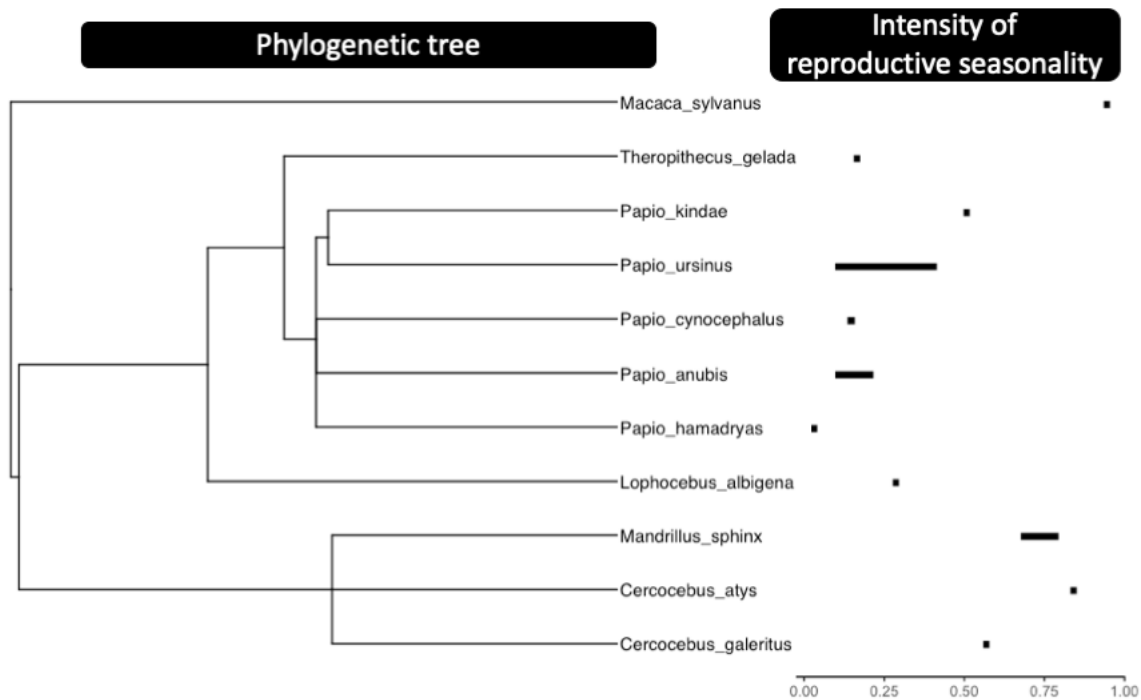 Phylogenetic tree
Intensity of
reproductive seasonality
Macaca_sylvanus
Theropithecus_gelada
Papio_kindae
Papio_ursinus
Papio_cynocephalus
Papio_anubis
Papio_hamadryas
Lophocebus_albigena
Mandrillus_sphinx
Cercocebus_atys
Cercocebus_galeritus
0.00 0.25 0.50 0.75 1.00